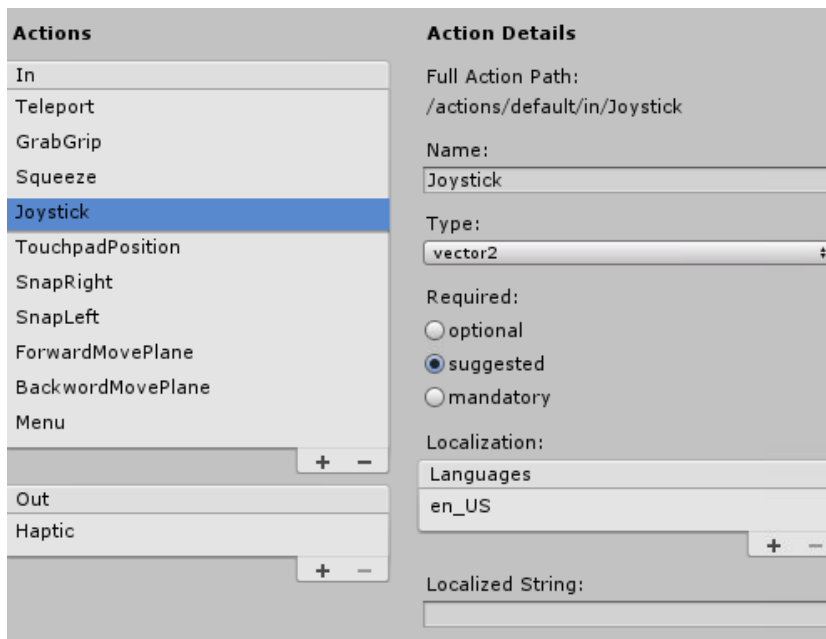 Actions
In
Teleport
GrabGrip
Squeeze
Joystick
TouchpadPosition
SnapRight
SnapLeft
ForwardMovePlane
BackwordMovePlane
Menu
+ −
Out
Haptic
+ −
Action Details
Full Action Path:
/actions/default/in/Joystick
Name:
Joystick
Type:
vector2
Required:
optional
suggested
mandatory
Localization:
Languages
en_US
+ −
Localized String: